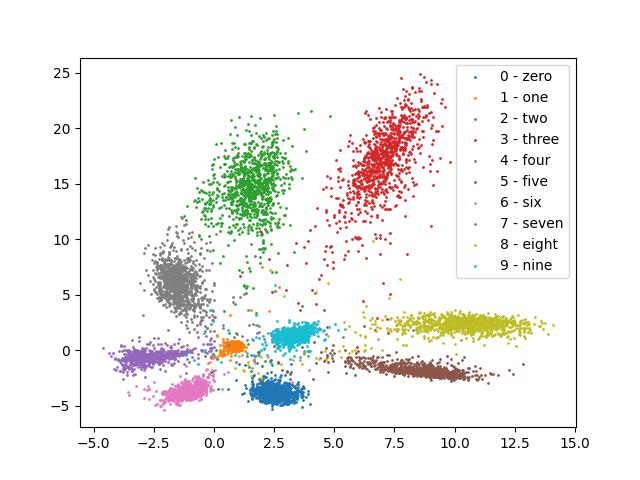 25
20
15
10
5
0
−5
−5.0
−2.5
0.0
2.5
5.0
7.5
10.0
12.5
15.0
0 - zero
1 - one
2 - two
3 - three
4 - four
5 - five
6 - six
7 - seven
8 - eight
9 - nine